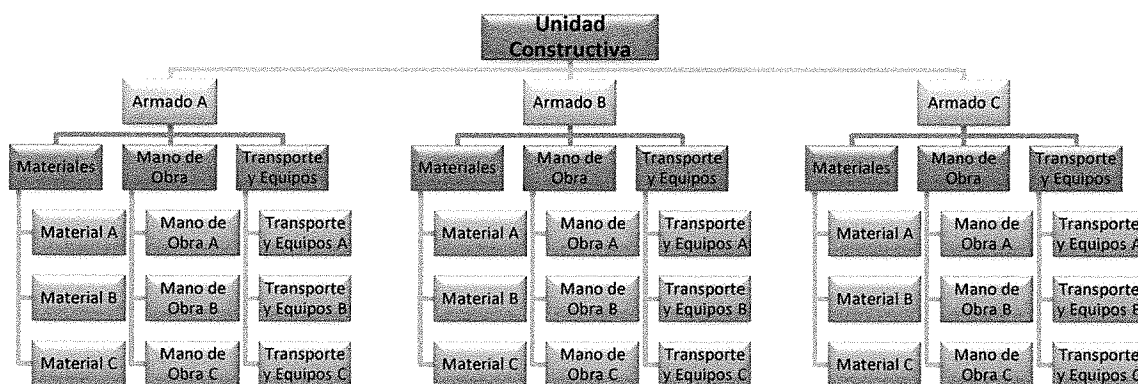 Unidad
Constructiva
Armado A
Armado B
Armado C
Materiales
Mano de
Obra
Transporte
y Equipos
Materiales
Mano de
Obra
Transporte
y Equipos
Materiales
Mano de
Obra
Transporte
y Equipos
Material A
Mano de
Obra A
Transporte
y Equipos A
Material A
Mano de
Obra A
Transporte
y Equipos A
Material A
Mano de
Obra A
Transporte
y Equipos A
Material B
Mano de
Obra B
Transporte
y Equipos B
Material B
Mano de
Obra B
Transporte
y Equipos B
Material B
Mano de
Obra B
Transporte
y Equipos B
Material C
Mano de
Obra C
Transporte
y Equipos C
Material C
Mano de
Obra C
Transporte
y Equipos C
Material C
Mano de
Obra C
Transporte
y Equipos C